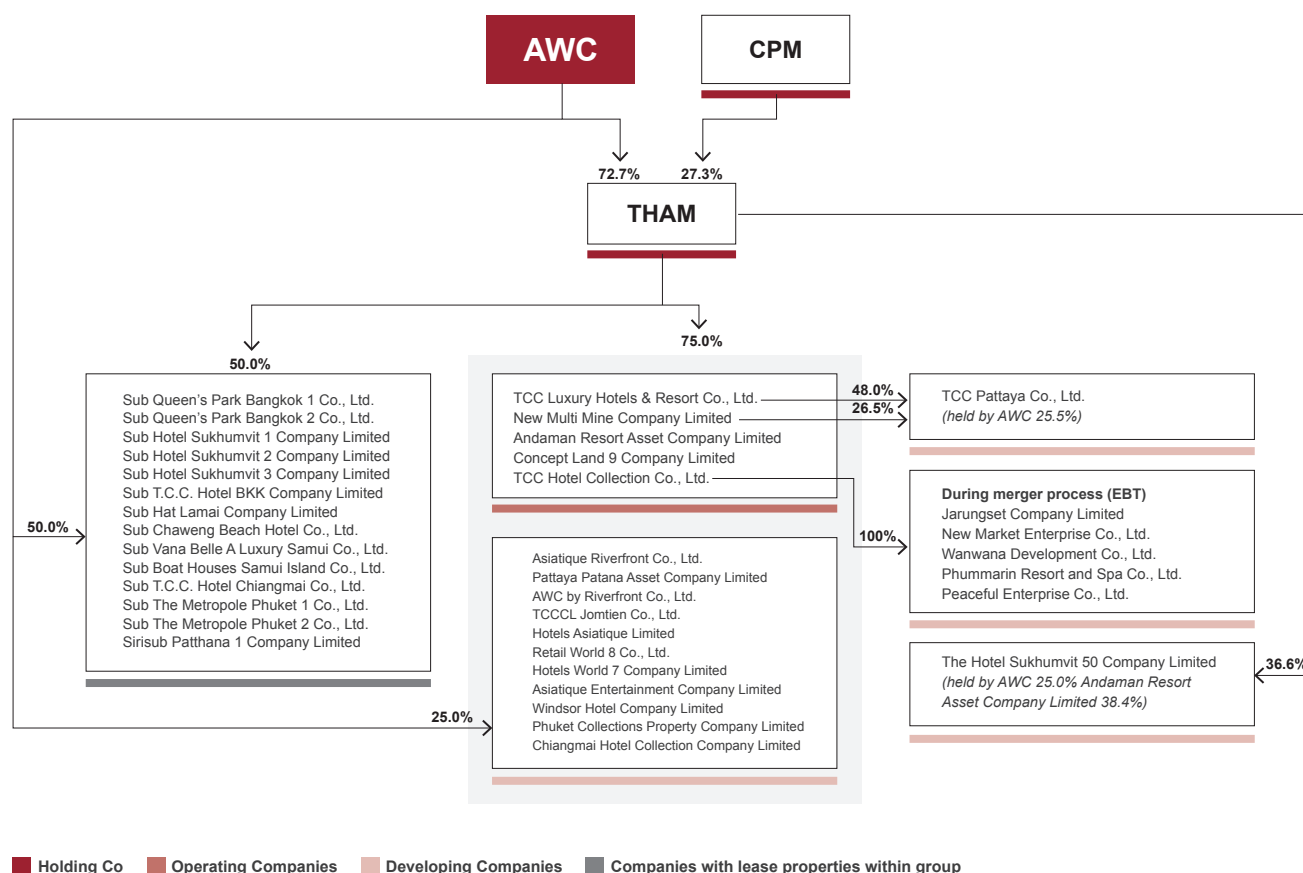 AWC
CPM
72.7%
27.3%
THAM
50.0%
75.0%
Sub Queen's Park Bangkok 1 Co., Ltd.
Sub Queen's Park Bangkok 2 Co., Ltd.
Sub Hotel Sukhumvit 1 Company Limited
Sub Hotel Sukhumvit 2 Company Limited
Sub Hotel Sukhumvit 3 Company Limited
Sub T.C.C. Hotel BKK Company Limited
Sub Hat Lamai Company Limited
Sub Chaweng Beach Hotel Co., Ltd.
Sub Vana Belle A Luxury Samui Co., Ltd.
Sub Boat Houses Samui Island Co., Ltd.
Sub T.C.C. Hotel Chiangmai Co., Ltd.
Sub The Metropole Phuket 1 Co., Ltd.
Sub The Metropole Phuket 2 Co., Ltd.
Sirisub Patthana 1 Company Limited
50.0%
25.0%
TCC Luxury Hotels & Resort Co., Ltd.
New Multi Mine Company Limited
Andaman Resort Asset Company Limited
Concept Land 9 Company Limited
TCC Hotel Collection Co., Ltd.
48.0%
26.5%
100%
Asiatique Riverfront Co., Ltd.
Pattaya Patana Asset Company Limited
AWC by Riverfront Co., Ltd.
TCCCL Jomtien Co., Ltd.
Hotels Asiatique Limited
Retail World 8 Co., Ltd.
Hotels World 7 Company Limited
Asiatique Entertainment Company Limited
Windsor Hotel Company Limited
Phuket Collections Property Company Limited
Chiangmai Hotel Collection Company Limited
TCC Pattaya Co., Ltd.
(held by AWC 25.5%)
During merger process (EBT)
Jarungset Company Limited
New Market Enterprise Co., Ltd.
Wanwana Development Co., Ltd.
Phummarin Resort and Spa Co., Ltd.
Peaceful Enterprise Co., Ltd.
The Hotel Sukhumvit 50 Company Limited
(held by AWC 25.0% Andaman Resort
Asset Company Limited 38.4%)
36.6%
Holding Co
Operating Companies
Developing Companies
Companies with lease properties within group